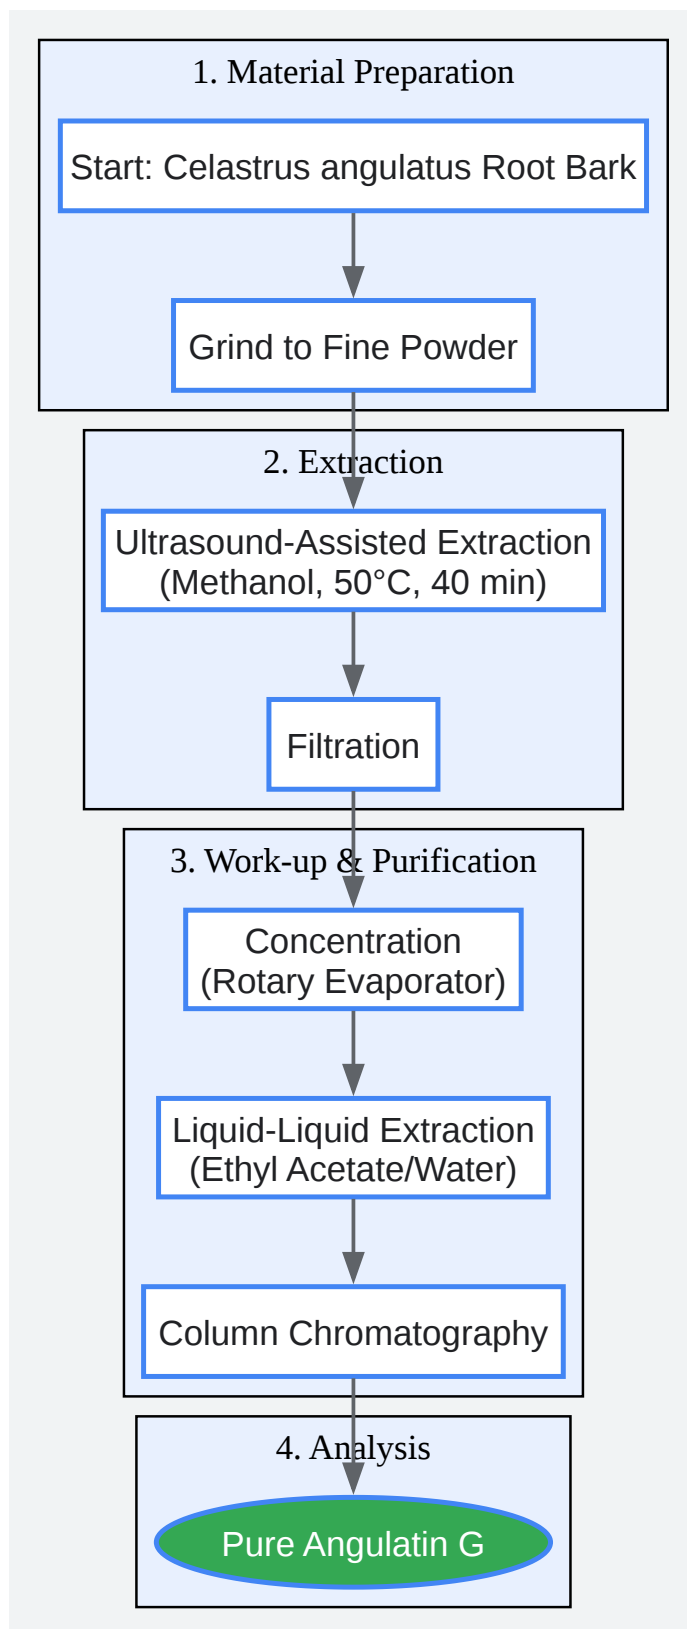 1. Material Preparation
Start: Celastrus angulatus Root Bark
Grind to Fine Powder
2. Extraction
Ultrasound-Assisted Extraction
(Methanol, 50°C, 40 min)
Filtration
3. Work-up & Purification
Concentration
(Rotary Evaporator)
Liquid-Liquid Extraction
(Ethyl Acetate/Water)
Column Chromatography
4. Analysis
Pure Angulatin G